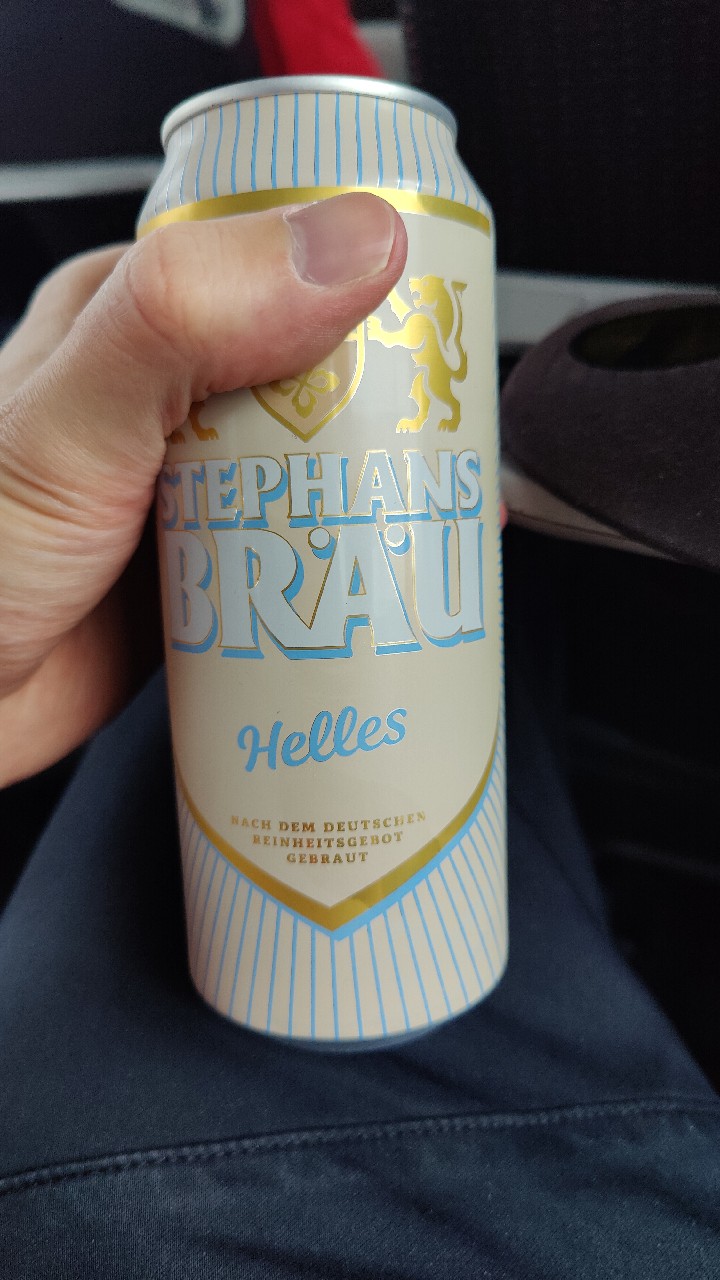 STEPHANS
BRÄU
Helles
NACH DEM DEUTSCHEN
REINHEITSGEBOT
GEBRAUT